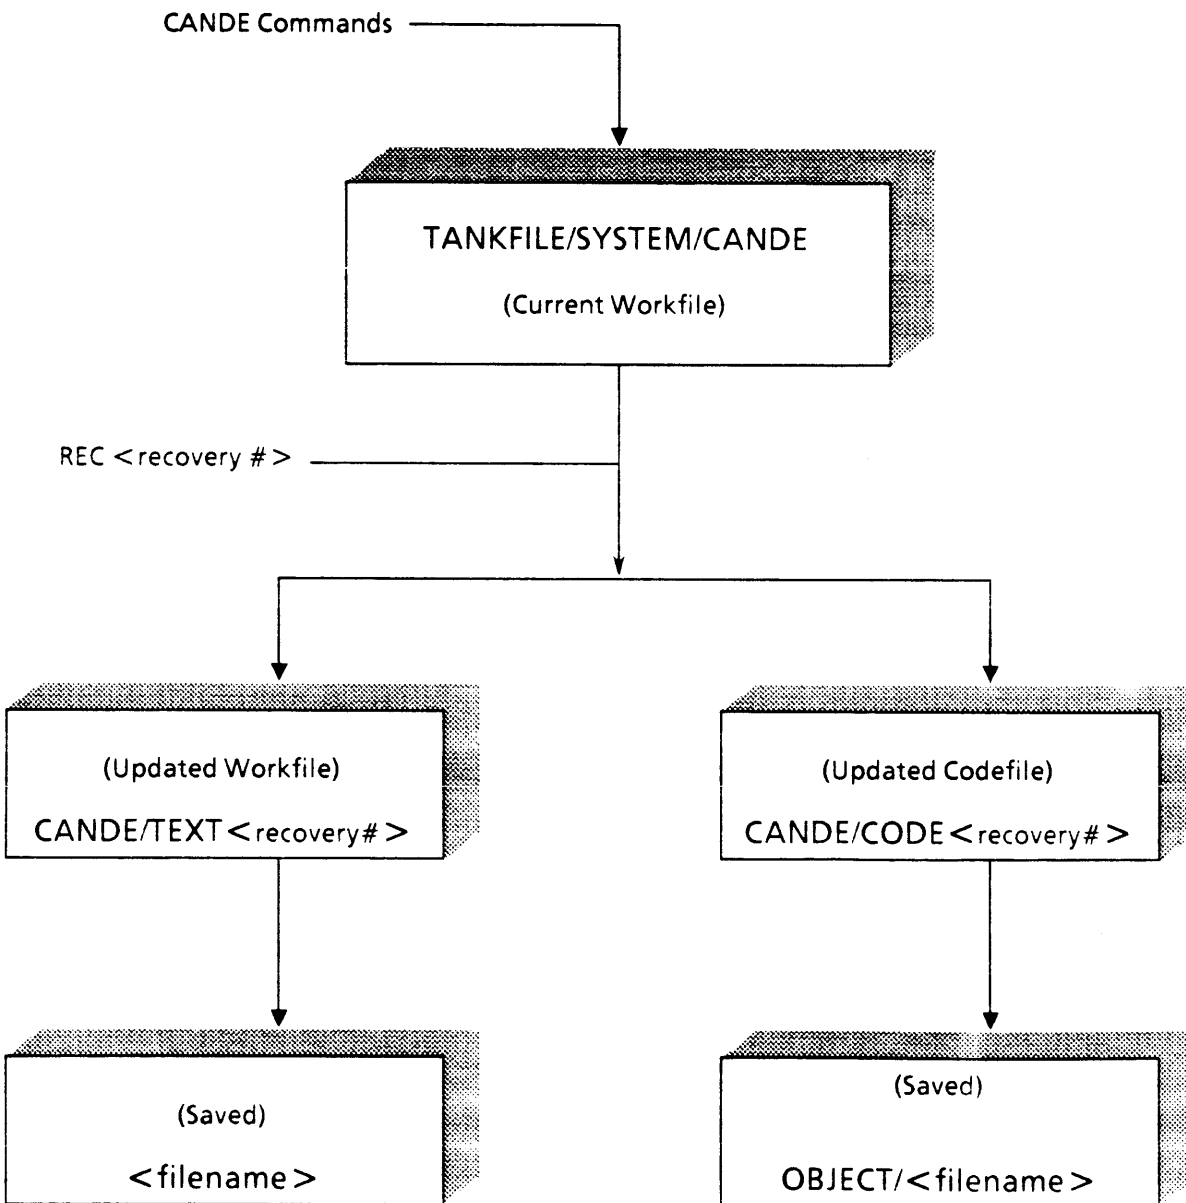 CANDE Commands
TANKFILE/SYSTEM/CANDE
(Current Workfile)
REC <recovery #>
(Updated Workfile)
CANDE/TEXT <recovery#>
(Updated Codefile)
CANDE/CODE <recovery#>
(Saved)
<filename>
(Saved)
OBJECT/<filename>